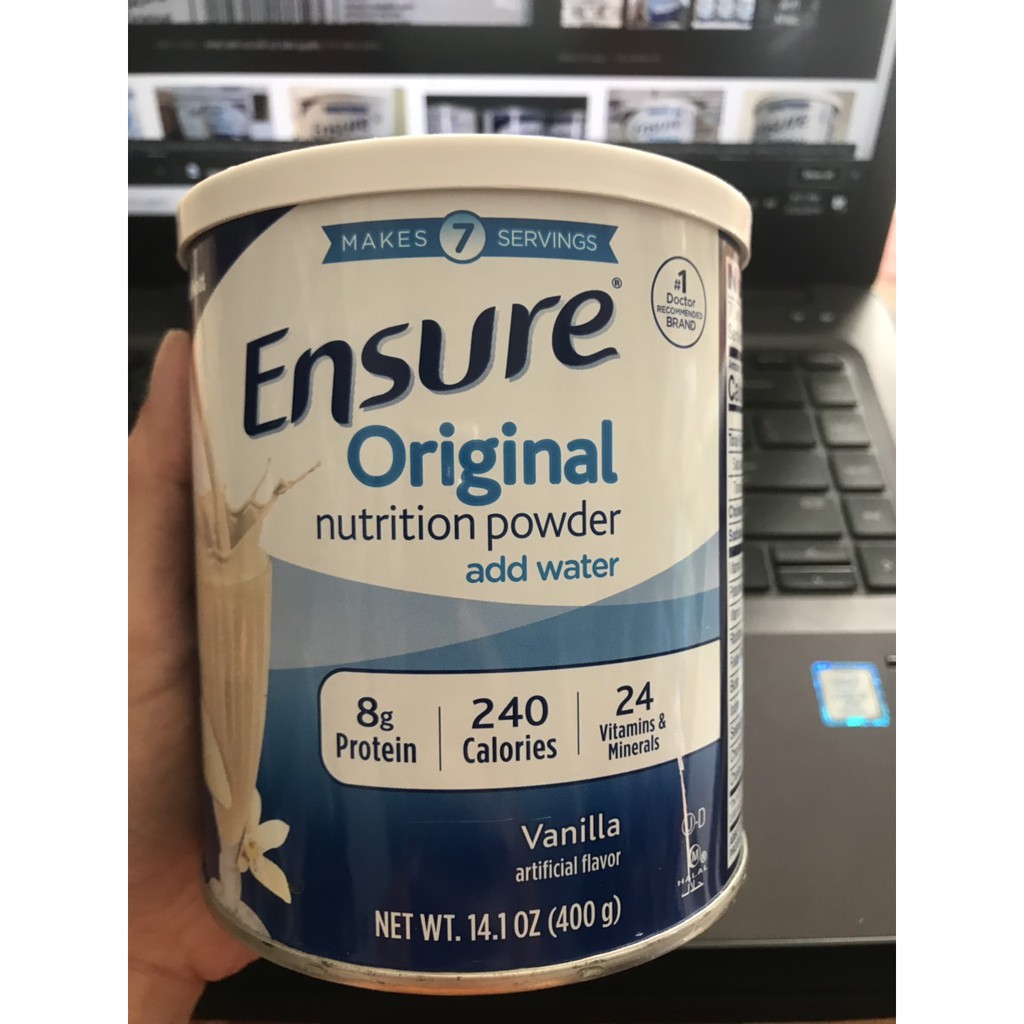 MAKES 7 SERVINGS
Ensure®
#1
Doctor
RECOMMENDED
BRAND
Original
nutrition powder
add water
8g
Protein
240
Calories
24
Vitamins &
Minerals
Vanilla
artificial flavor
U-D
M®
HALAL
NET WT. 14.1 OZ (400 g)